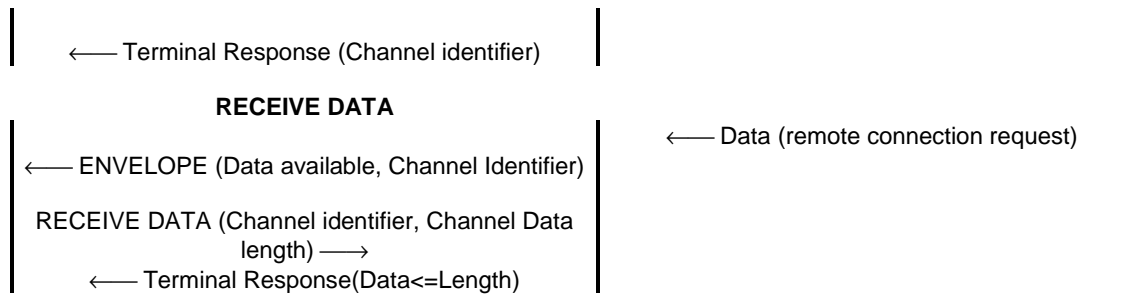 ←—— Terminal Response (Channel identifier)
RECEIVE DATA
←—— Data (remote connection request)
←—— ENVELOPE (Data available, Channel Identifier)
RECEIVE DATA (Channel identifier, Channel Data
length) ——→
←—— Terminal Response(Data<=Length)